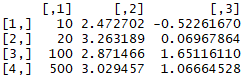 [,1] [,2] [,3]
[1,] 10 2.472702 -0.52261670
[2,] 20 3.263189 0.06967864
[3,] 100 2.871466 1.65116110
[4,] 500 3.029457 1.06664528